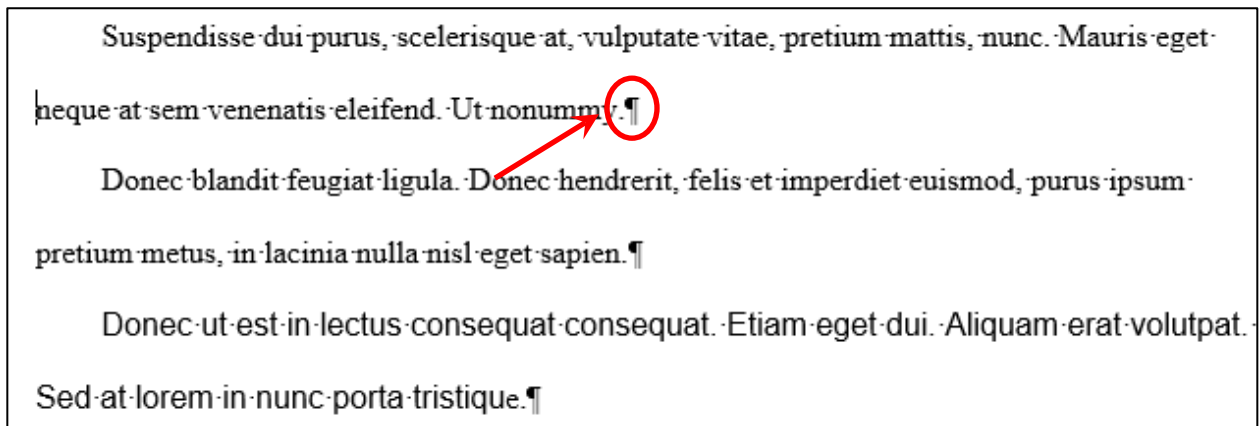 Suspendisse·dui·purus,·scelerisque·at,·vulputate·vitae,·pretium·mattis,·nunc.·Mauris·eget·
neque·at·sem·venenatis·eleifend.·Ut·nonummy.¶
Donec·blandit·feugiat·ligula.·Donec·hendrerit,·felis·et·imperdiet·euismod,·purus·ipsum·
pretium·metus,·in·lacinia·nulla·nisl·eget·sapien.¶
Donec·ut·est·in·lectus·consequat·consequat.·Etiam·eget·dui.·Aliquam·erat·volutpat.·
Sed·at·lorem·in·nunc·porta·tristique.¶